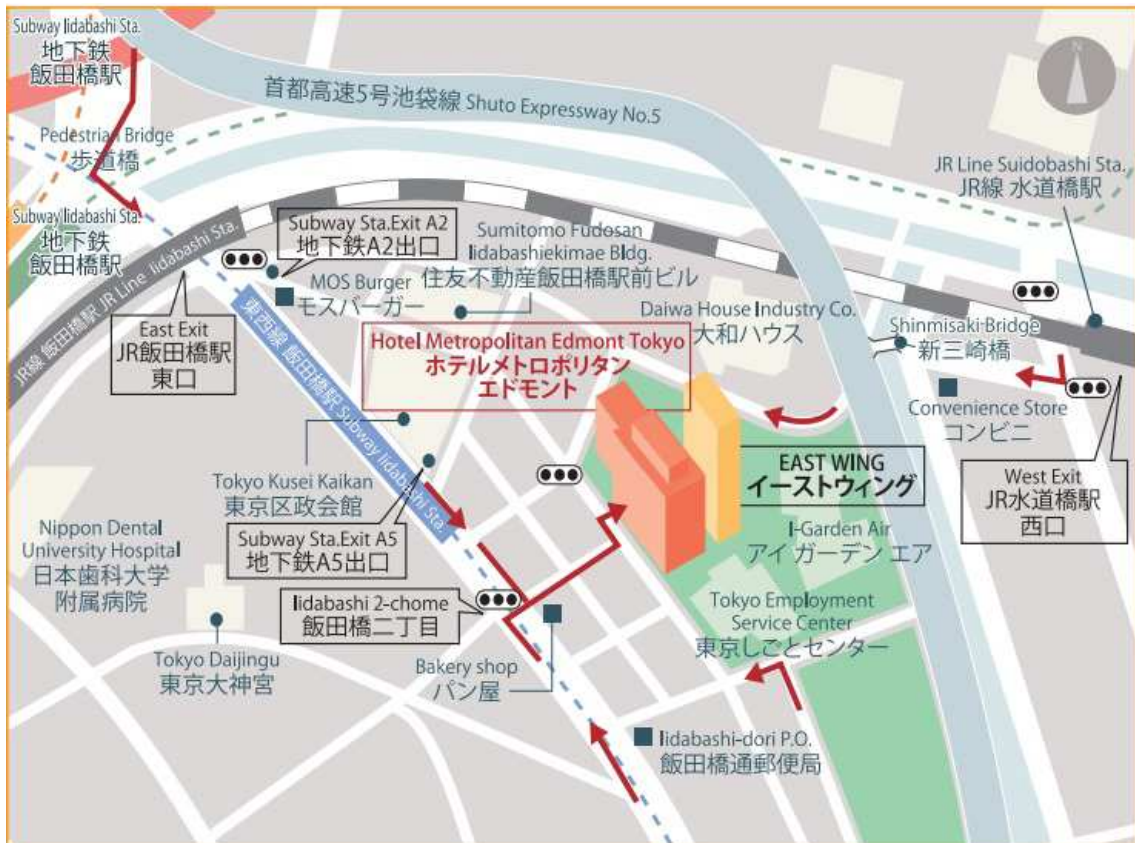 Subway Iidabashi Sta.
地下鉄
飯田橋駅
首都高速5号池袋線 Shuto Expressway No.5
N
Pedestrian Bridge
歩道橋
JR Line Suidobashi Sta.
JR線 水道橋駅
Subway Iidabashi Sta.
地下鉄
飯田橋駅
Subway Sta.Exit A2
地下鉄A2出口
Sumitomo Fudosan
Iidabashiekimae Bldg.
住友不動産飯田橋駅前ビル
MOS Burger
モスバーガー
JR線 飯田橋駅 JR Line Iidabashi Sta.
East Exit
JR飯田橋駅
東口
東西線 飯田橋駅 Subway Iidabashi Sta.
Daiwa House Industry Co.
大和ハウス
Shinmisaki Bridge
新三崎橋
Hotel Metropolitan Edmont Tokyo
ホテルメトロポリタン
エドモント
Convenience Store
コンビニ
EAST WING
イーストウィング
West Exit
JR水道橋駅
西口
Tokyo Kusei Kaikan
東京区政会館
Subway Sta.Exit A5
地下鉄A5出口
Nippon Dental
University Hospital
日本歯科大学
附属病院
I-Garden Air
アイ ガーデン エア
Iidabashi 2-chome
飯田橋二丁目
Tokyo Employment
Service Center
東京しごとセンター
Tokyo Daijingu
東京大神宮
Bakery shop
パン屋
Iidabashi-dori P.O.
飯田橋通郵便局